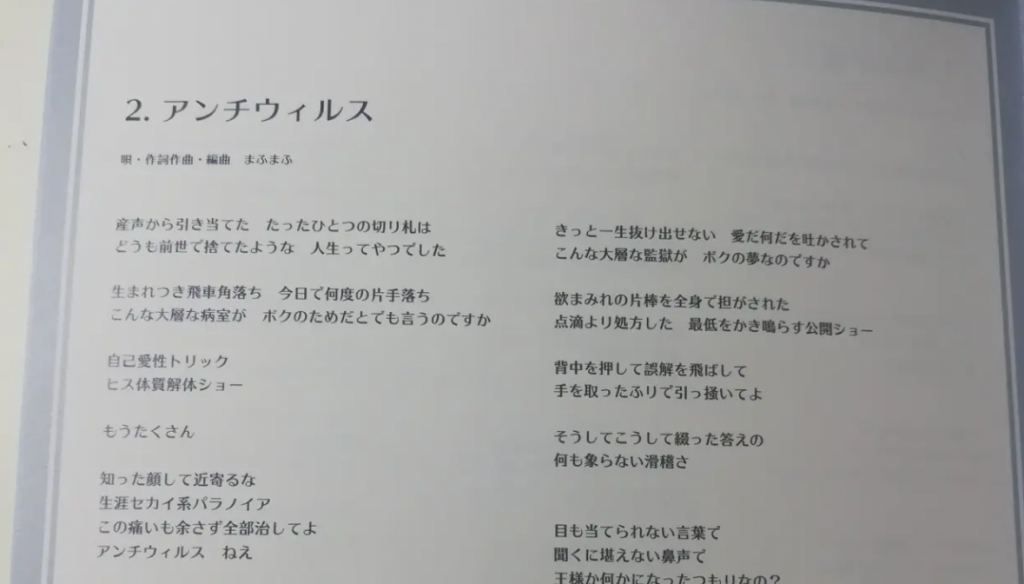 2. アンチウィルス
唄・作詞作曲・編曲　まふまふ
産声から引き当てた　たったひとつの切り札は
どうも前世で捨てたような　人生ってやつでした
生まれつき飛車角落ち　今日で何度の片手落ち
こんな大層な病室が　ボクのためだとでも言うのですか
自己愛性トリック
ヒス体質解体ショー
もうたくさん
知った顔して近寄るな
生涯セカイ系パラノイア
この痛いも余さず全部治してよ
アンチウィルス　ねえ
きっと一生抜け出せない　愛だ何だを吐かされて
こんな大層な監獄が　ボクの夢なのですか
欲まみれの片棒を全身で担がされた
点滴より処方した　最低をかき鳴らす公開ショー
背中を押して誤解を飛ばして
手を取ったふりで引っ掻いてよ
そうしてこうして綴った答えの
何も象らない滑稽さ
目も当てられない言葉で
聞くに堪えない鼻声で
王様か何かになったつもりなの?